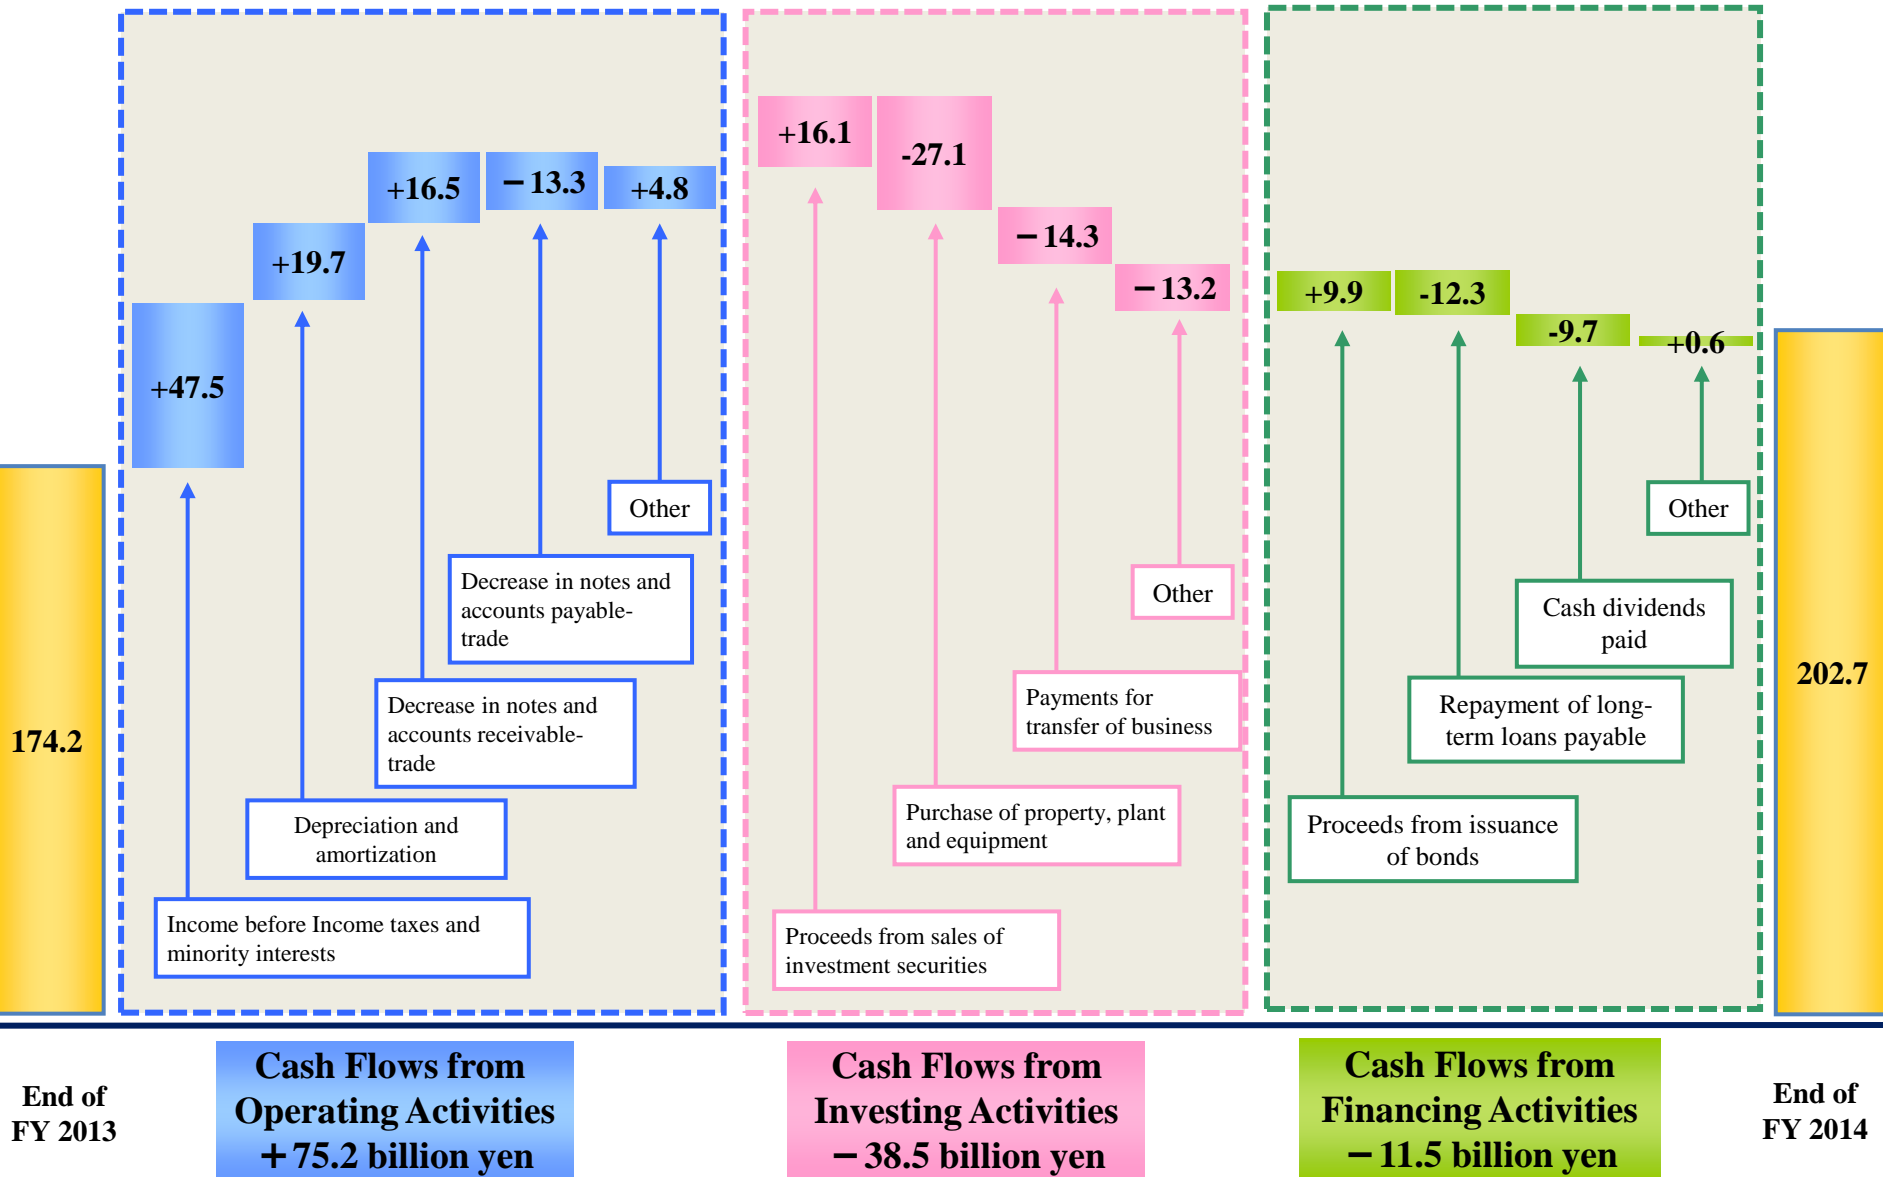 +47.5
+19.7
+16.5
−13.3
+4.8
+16.1
-27.1
−14.3
−13.2
+9.9
-12.3
-9.7
+0.6
174.2
202.7
Other
Decrease in notes and
accounts payable-
trade
Decrease in notes and
accounts receivable-
trade
Depreciation and
amortization
Income before Income taxes and
minority interests
Other
Payments for
transfer of business
Purchase of property, plant
and equipment
Proceeds from sales of
investment securities
Other
Cash dividends
paid
Repayment of long-
term loans payable
Proceeds from issuance
of bonds
End of
FY 2013
Cash Flows from
Operating Activities
+75.2 billion yen
Cash Flows from
Investing Activities
−38.5 billion yen
Cash Flows from
Financing Activities
−11.5 billion yen
End of
FY 2014